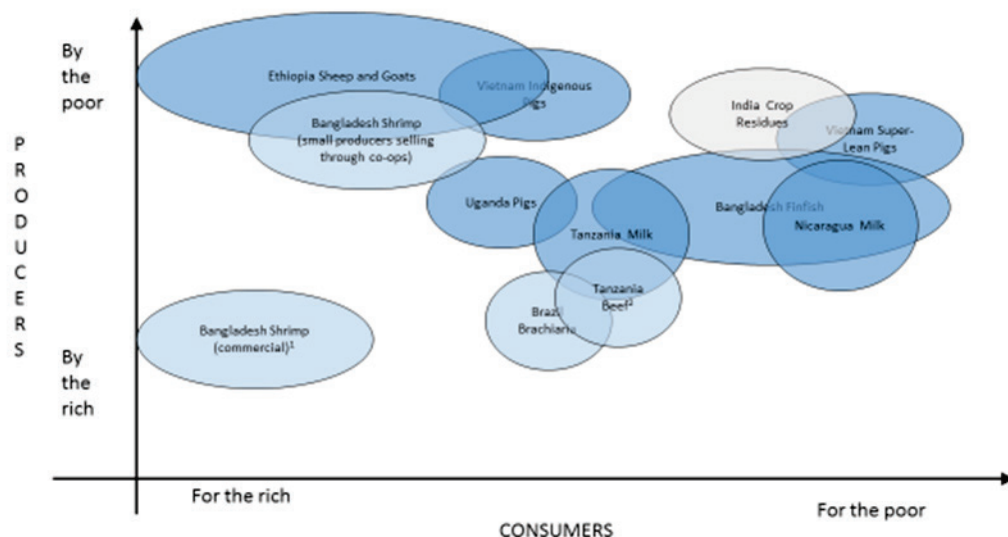 By
the
poor
PRODUCERS
Ethiopia Sheep and Goats
Vietnam Indigenous
Pigs
Bangladesh Shrimp
(small producers selling
through co-ops)
India Crop
Residues
Vietnam Super-
Lean Pigs
Uganda Pigs
Tanzania Milk
Bangladesh Finfish
Nicaragua Milk
Tanzania
Beef²
Brazil
Brachiaria
Bangladesh Shrimp
(commercial)¹
By
the
rich
For the rich
For the poor
CONSUMERS